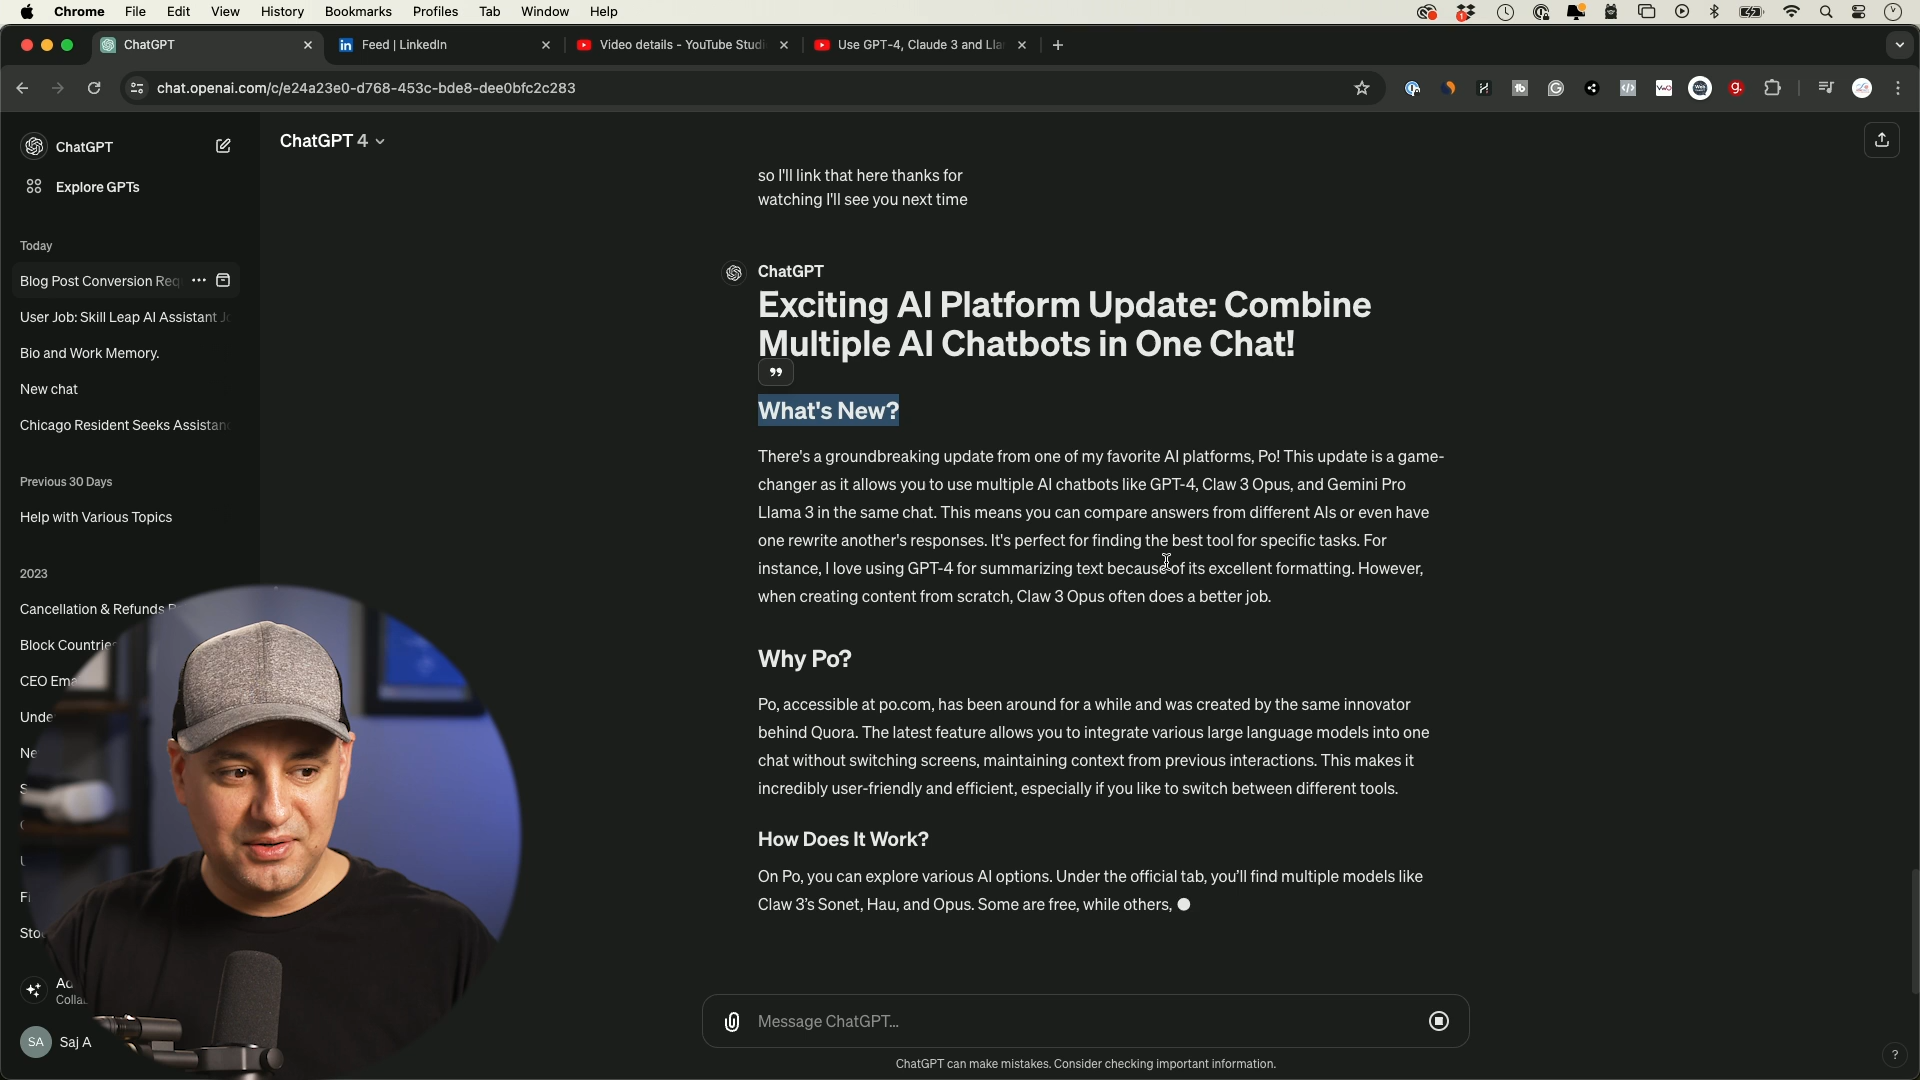 Chrome File Edit View History Bookmarks Profiles Tab Window Help
ChatGPT
Feed | LinkedIn
Video details - YouTube Studi
Use GPT-4, Claude 3 and Lla
chat.openai.com/c/e24a23e0-d768-453c-bde8-dee0bfc2c283
ChatGPT
Explore GPTs
Today
Blog Post Conversion Req
User Job: Skill Leap AI Assistant Jo
Bio and Work Memory.
New chat
Chicago Resident Seeks Assistanc
Previous 30 Days
Help with Various Topics
2023
Cancellation & Refunds P
Block Countries
CEO Ema
Unde
Ne
S
C
U
Fi
Sto
Ad
Colla
SA
Saj A
ChatGPT 4
so I'll link that here thanks for
watching I'll see you next time
ChatGPT
Exciting AI Platform Update: Combine
Multiple AI Chatbots in One Chat!
What's New?
There's a groundbreaking update from one of my favorite AI platforms, Po! This update is a game-
changer as it allows you to use multiple AI chatbots like GPT-4, Claw 3 Opus, and Gemini Pro
Llama 3 in the same chat. This means you can compare answers from different AIs or even have
one rewrite another's responses. It's perfect for finding the best tool for specific tasks. For
instance, I love using GPT-4 for summarizing text because of its excellent formatting. However,
when creating content from scratch, Claw 3 Opus often does a better job.
Why Po?
Po, accessible at po.com, has been around for a while and was created by the same innovator
behind Quora. The latest feature allows you to integrate various large language models into one
chat without switching screens, maintaining context from previous interactions. This makes it
incredibly user-friendly and efficient, especially if you like to switch between different tools.
How Does It Work?
On Po, you can explore various AI options. Under the official tab, you’ll find multiple models like
Claw 3’s Sonet, Hau, and Opus. Some are free, while others,
Message ChatGPT…
ChatGPT can make mistakes. Consider checking important information.
?